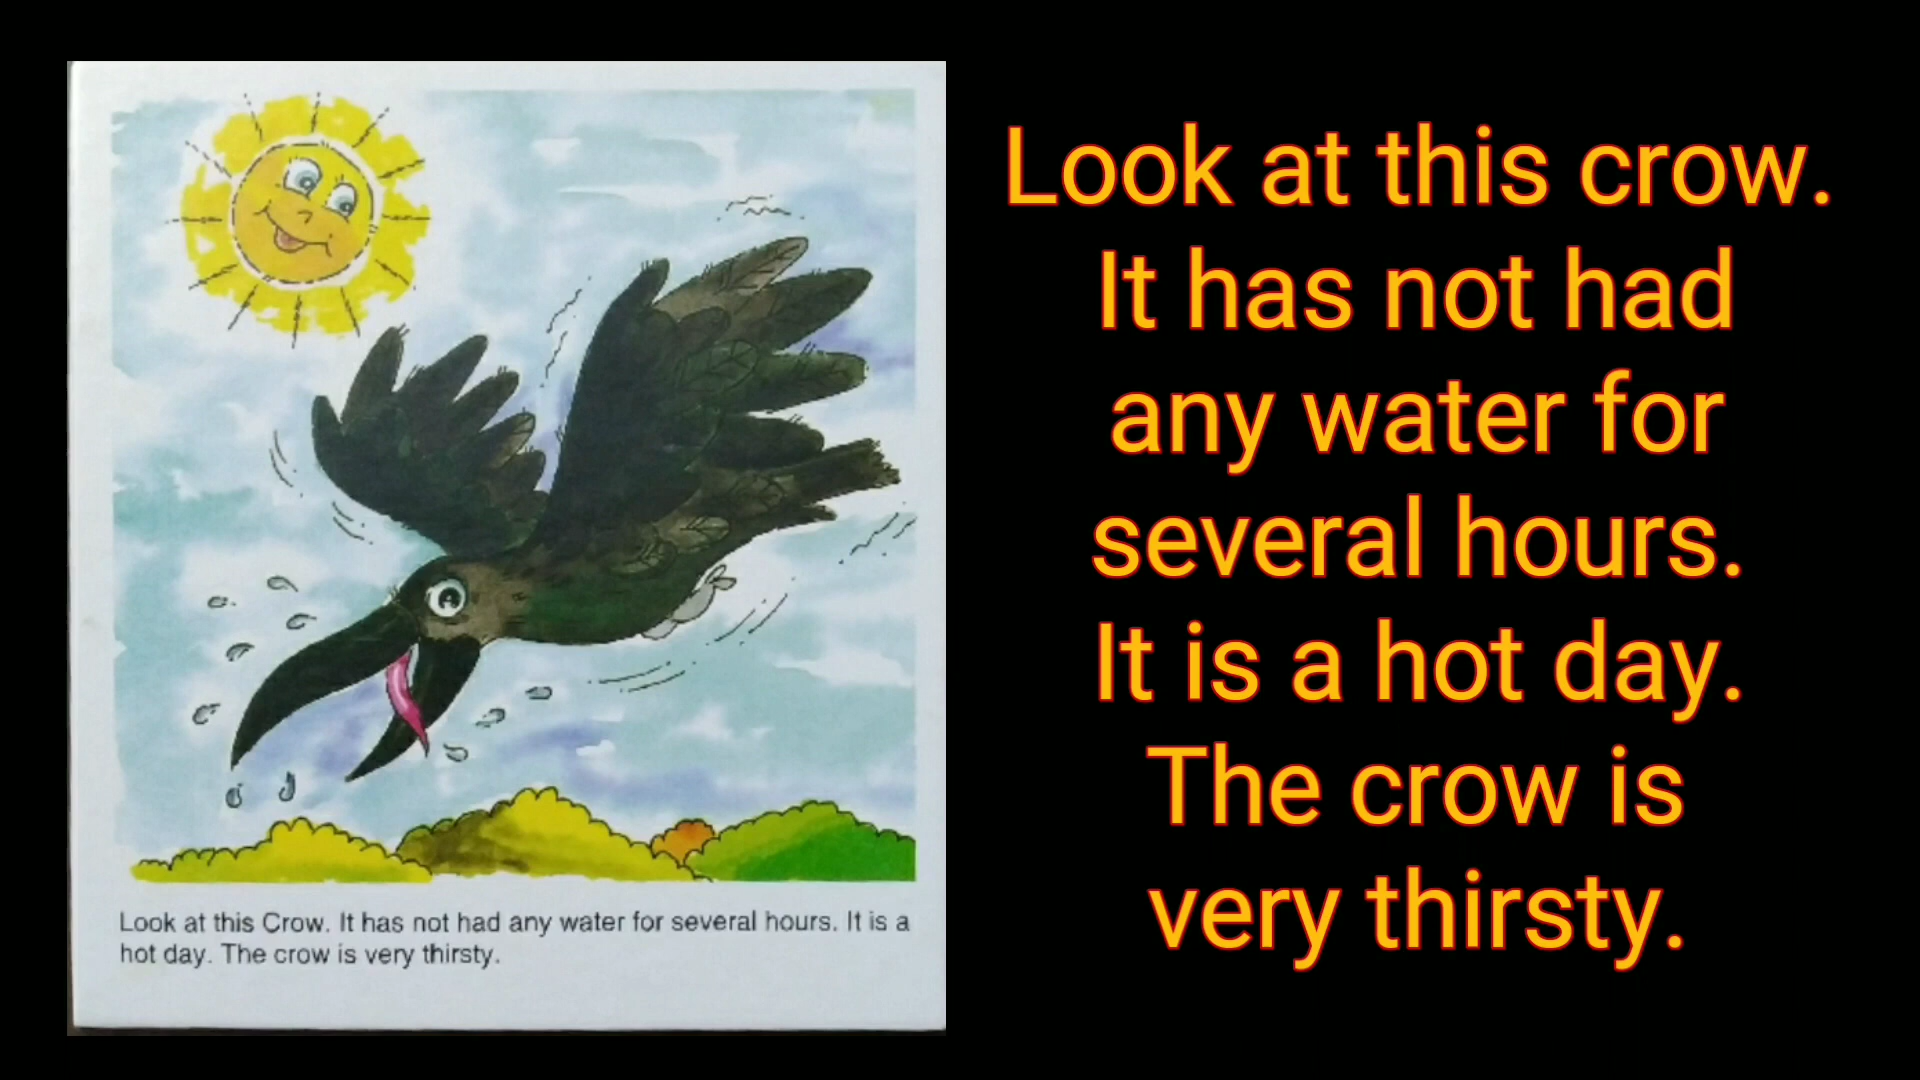 Look at this Crow. It has not had any water for several hours. It is a
hot day. The crow is very thirsty.
Look at this crow.
It has not had
any water for
several hours.
It is a hot day.
The crow is
very thirsty.